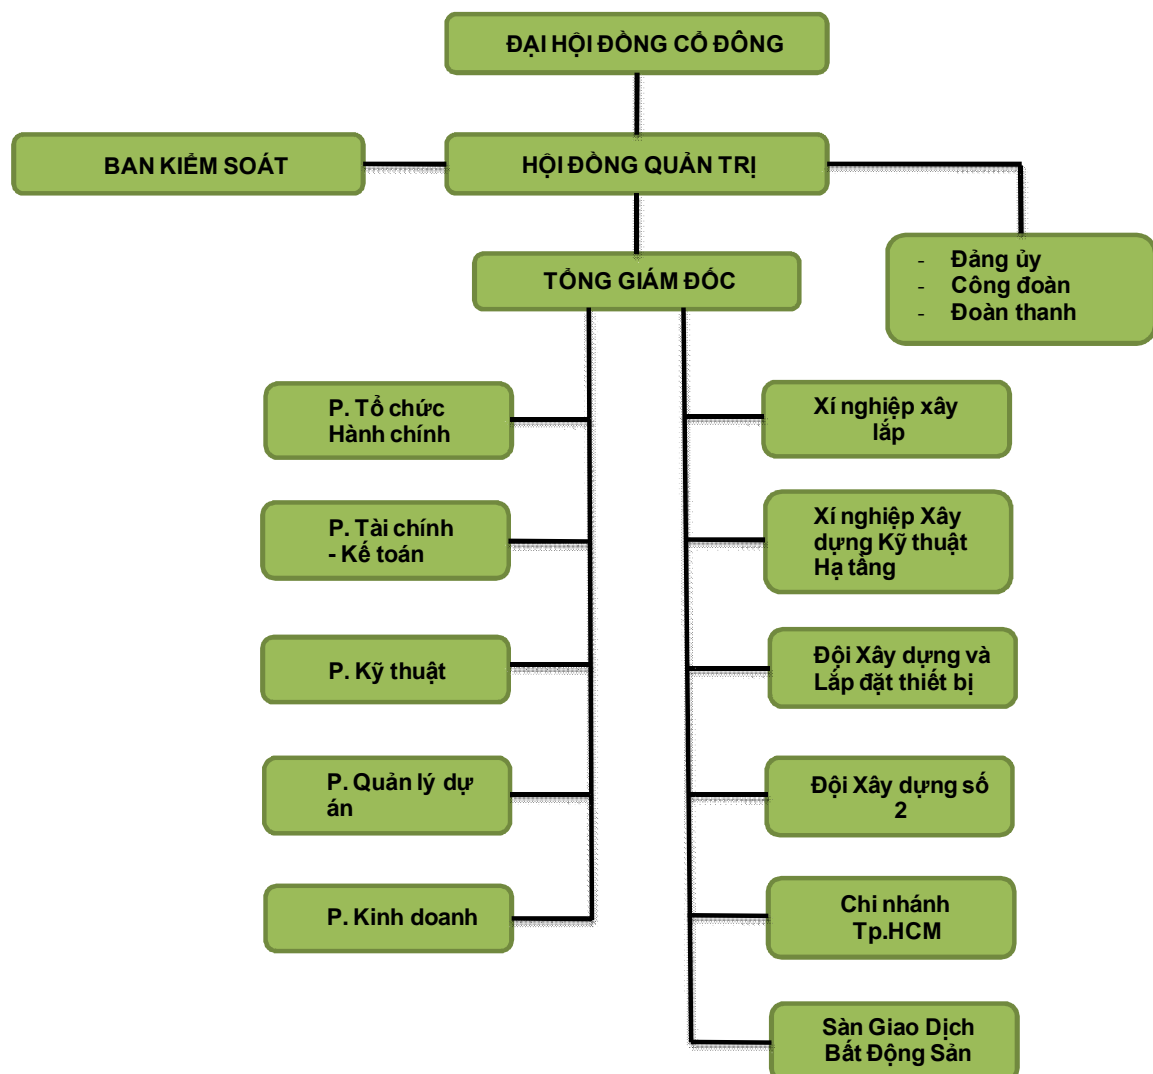 ĐẠI HỘI ĐỒNG CỔ ĐÔNG
BAN KIỂM SOÁT
HỘI ĐỒNG QUẢN TRỊ
- Đảng ủy
- Công đoàn
- Đoàn thanh
TỔNG GIÁM ĐỐC
P. Tổ chức
Hành chính
P. Tài chính
- Kế toán
P. Kỹ thuật
P. Quản lý dự
án
P. Kinh doanh
Xí nghiệp xây
lắp
Xí nghiệp Xây
dựng Kỹ thuật
Hạ tầng
Đội Xây dựng và
Lắp đặt thiết bị
Đội Xây dựng số
2
Chi nhánh
Tp.HCM
Sàn Giao Dịch
Bất Động Sản